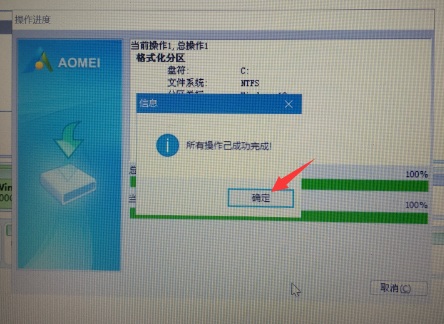 操作进度
AOMEI
当前操作1,总操作1
格式化分区
盘符: C:
文件系统: NTFS
信息
所有操作已成功完成!
100%
Win
确定
100%
取消(C)